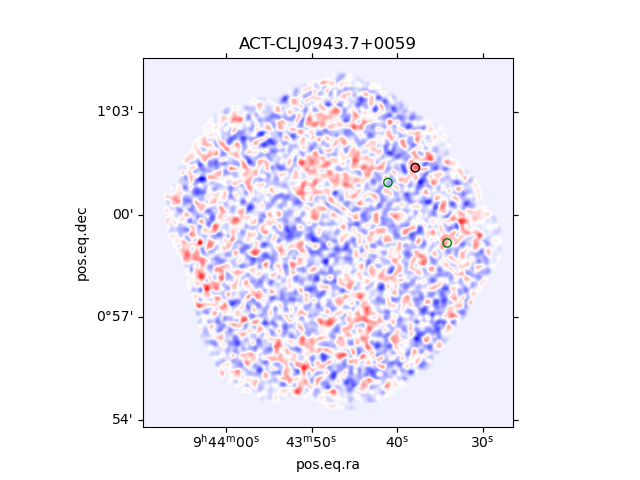 ACT-CLJ0943.7+0059
1°03'
00'
0°57'
54'
9ʰ44ᵐ00ˢ 43ᵐ50ˢ 40ˢ 30ˢ
pos.eq.ra
pos.eq.dec